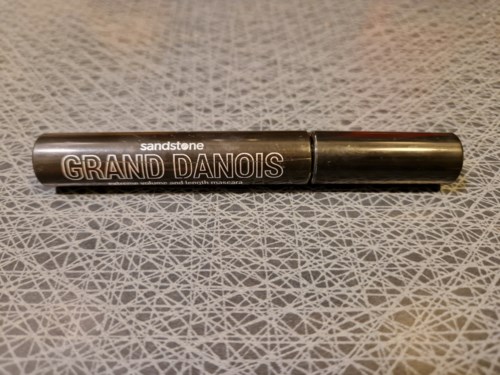 sandstone
GRAND DANOIS
extreme volume and length mascara